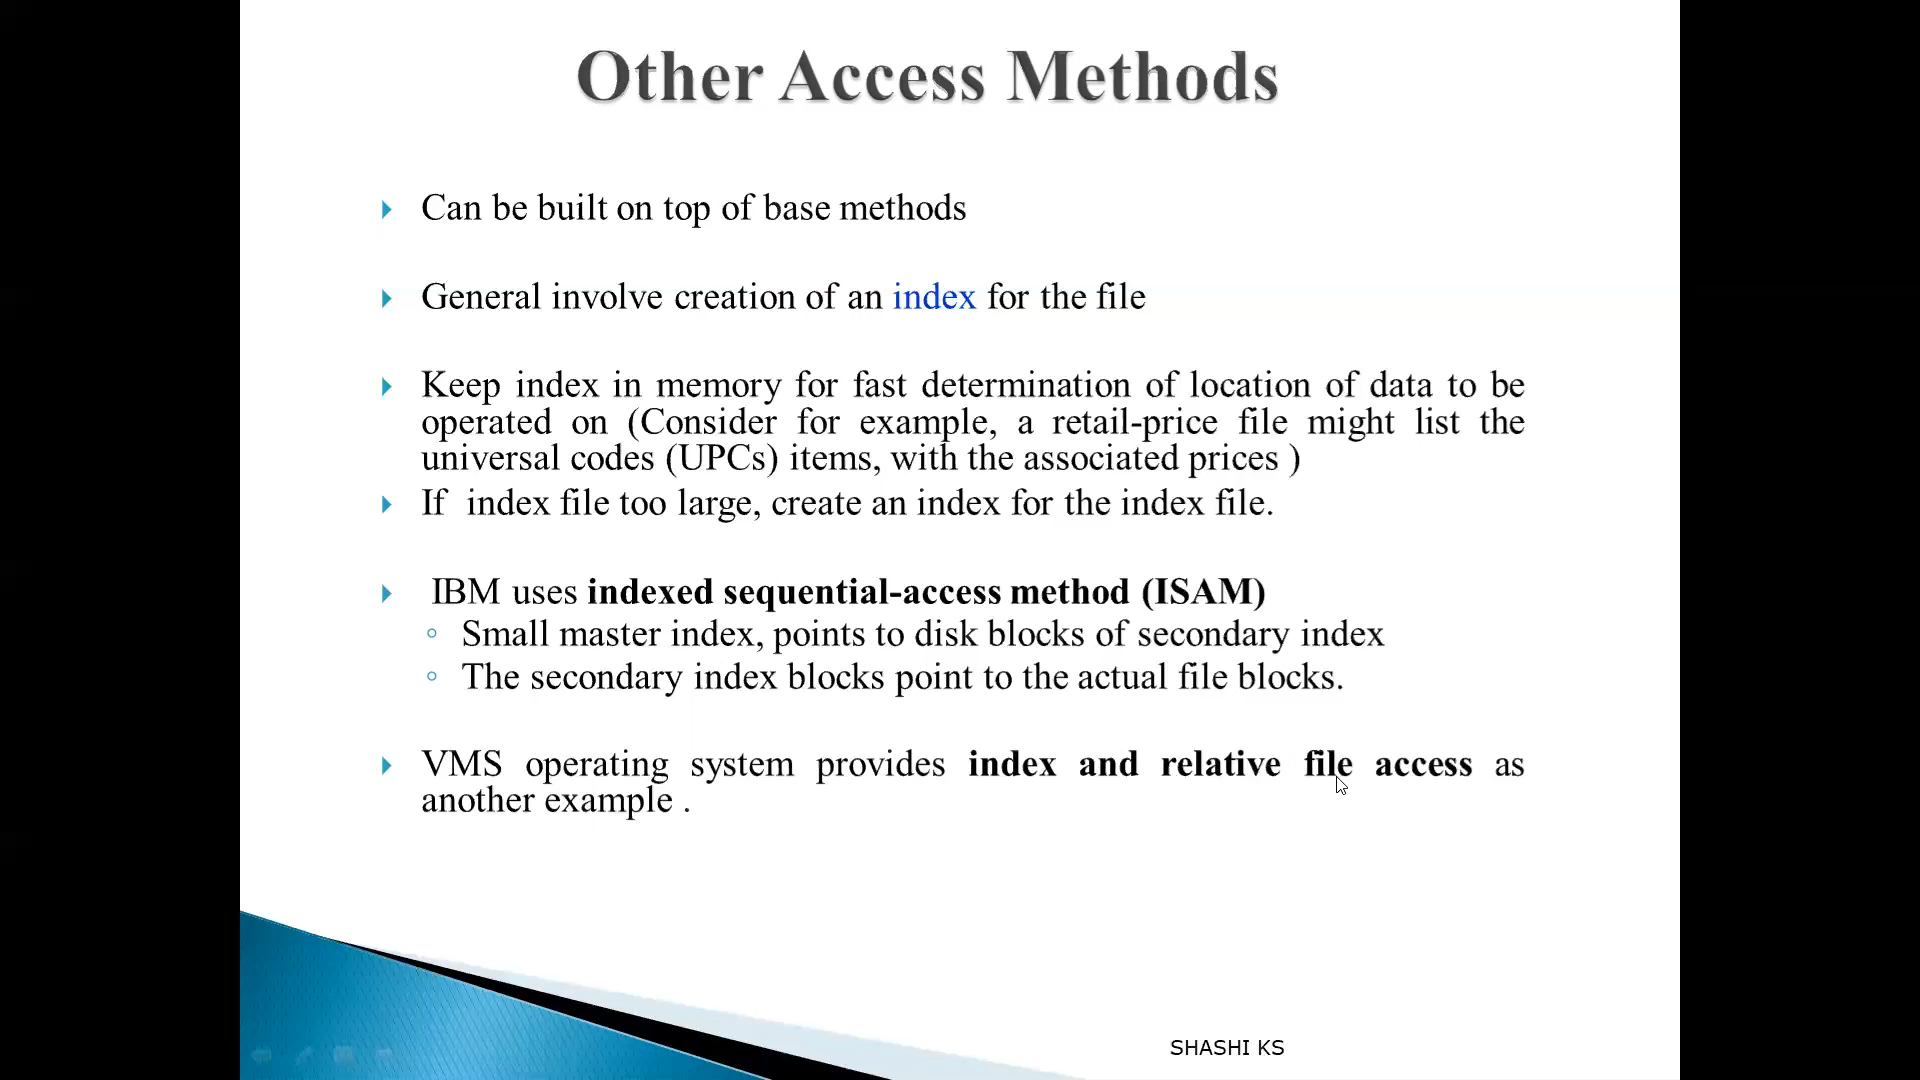 Other Access Methods
Can be built on top of base methods
General involve creation of an index for the file
Keep index in memory for fast determination of location of data to be
operated on (Consider for example, a retail-price file might list the
universal codes (UPCs) items, with the associated prices )
If index file too large, create an index for the index file.
IBM uses indexed sequential-access method (ISAM)
Small master index, points to disk blocks of secondary index
The secondary index blocks point to the actual file blocks.
VMS operating system provides index and relative file access as
another example .
SHASHI KS